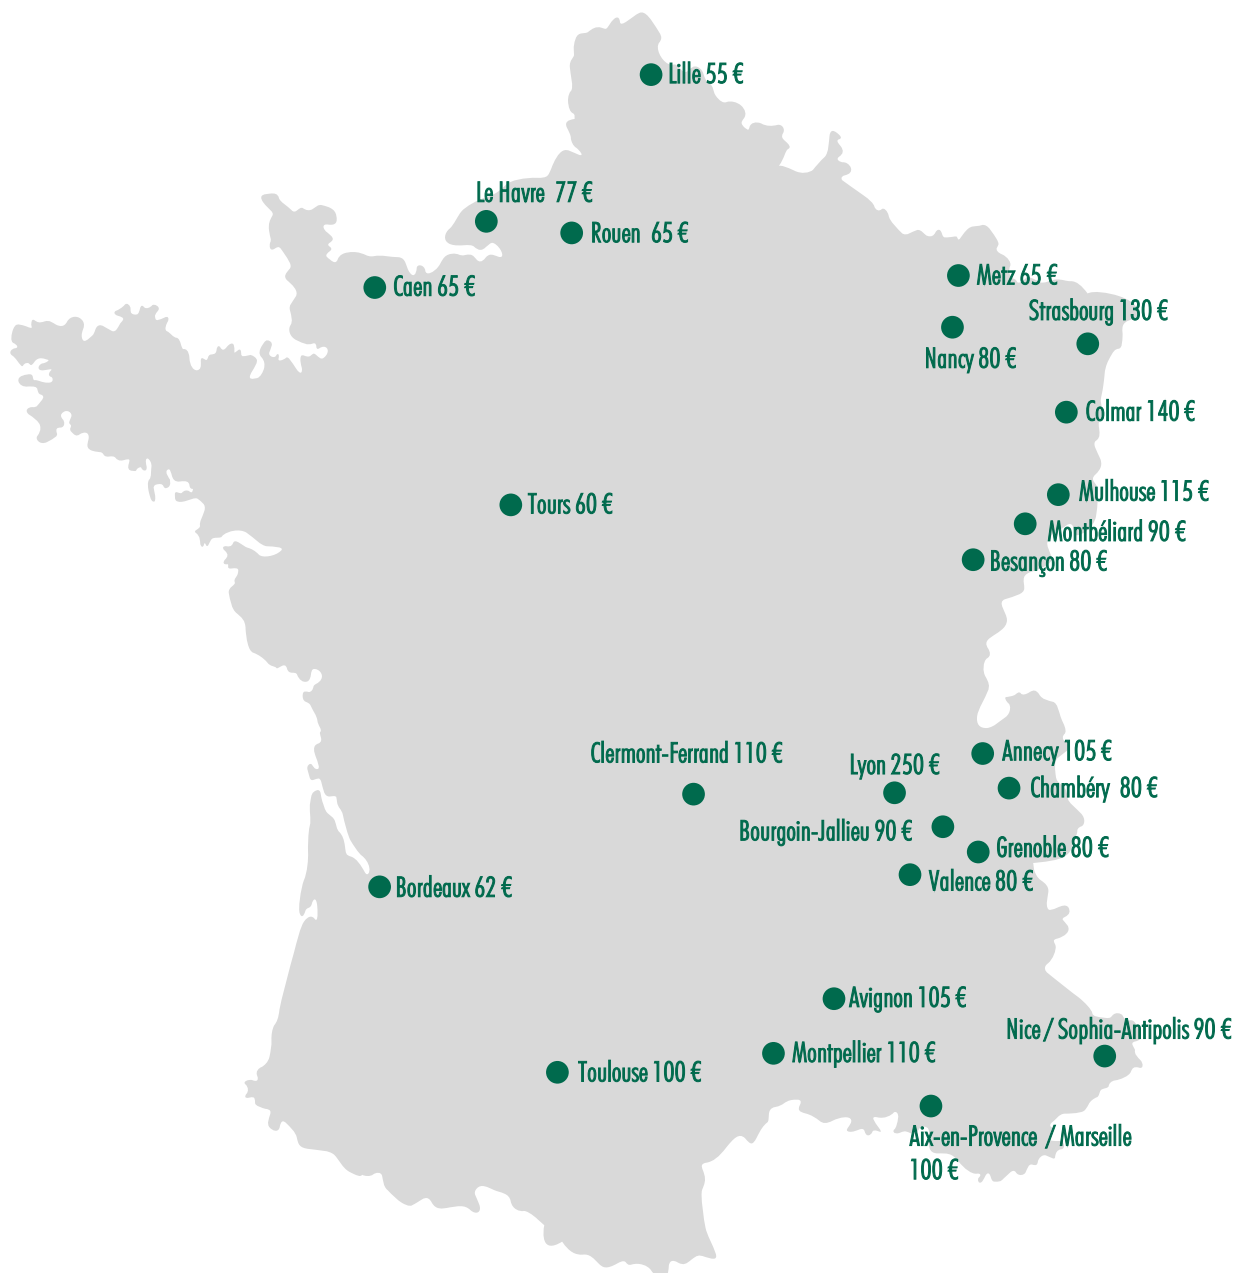 Lille 55 €
Le Havre 77 €
Rouen 65 €
Caen 65 €
Metz 65 €
Strasbourg 130 €
Nancy 80 €
Colmar 140 €
Mulhouse 115 €
Tours 60 €
Montbéliard 90 €
Besançon 80 €
Clermont-Ferrand 110 €
Annecy 105 €
Lyon 250 €
Chambéry 80 €
Bourgoin-Jallieu 90 €
Grenoble 80 €
Valence 80 €
Bordeaux 62 €
Avignon 105 €
Nice / Sophia-Antipolis 90 €
Montpellier 110 €
Toulouse 100 €
Aix-en-Provence / Marseille
100 €